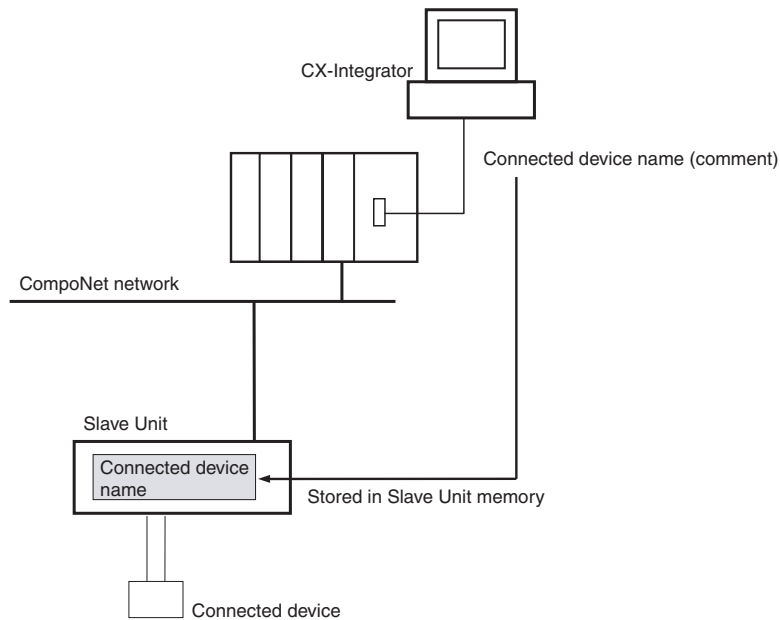 CX-Integrator
Connected device name (comment)
CompoNet network
Slave Unit
Connected device
name
Stored in Slave Unit memory
Connected device